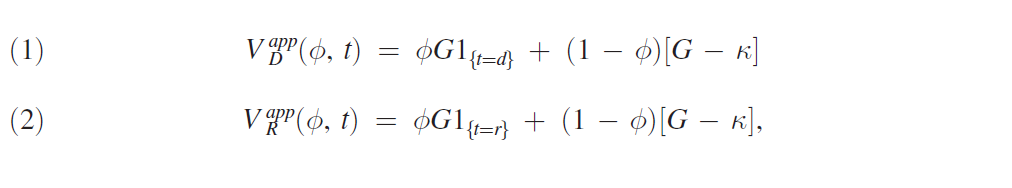 (1) V_D^{app}(ϕ, t) = ϕG1_{{t=d}} + (1 − ϕ)[G − κ]
(2) V_R^{app}(ϕ, t) = ϕG1_{{t=r}} + (1 − ϕ)[G − κ],